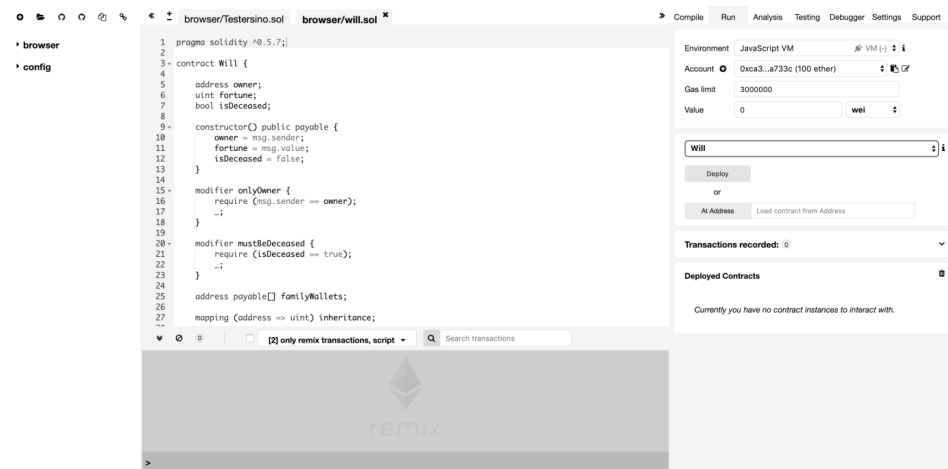 browser/Testersino.sol
browser/will.sol
Compile
Run
Analysis
Testing
Debugger
Settings
Support
browser
config
1 pragma solidity ^0.5.7;
2
3 contract Will {
4
5 address owner;
6 uint fortune;
7 bool isDeceased;
8
9 constructor() public payable {
10 owner = msg.sender;
11 fortune = msg.value;
12 isDeceased = false;
13 }
14
15 modifier onlyOwner {
16 require (msg.sender == owner);
17 _;
18 }
19
20 modifier mustBeDeceased {
21 require (isDeceased == true);
22 _;
23 }
24
25 address payable[] familyWallets;
26
27 mapping (address => uint) inheritance;
0
[2] only remix transactions, script
Search transactions
remix
>
Environment JavaScript VM VM (-) i
Account 0xca3...a733c (100 ether)
Gas limit 3000000
Value 0 wei
Will i
Deploy
or
At Address Load contract from Address
Transactions recorded: 0
Deployed Contracts
Currently you have no contract instances to interact with.